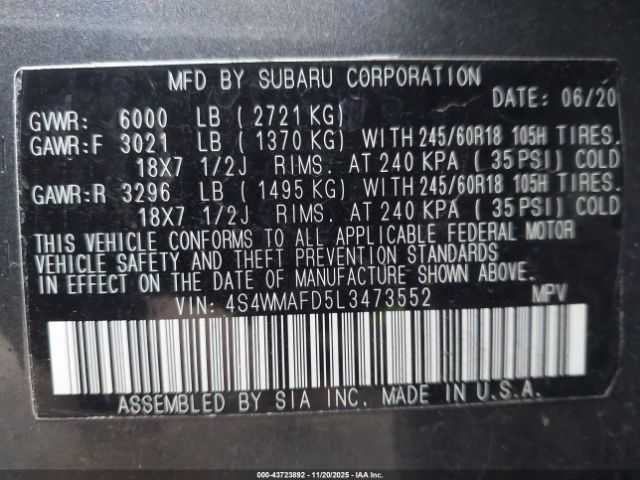 MFD BY SUBARU CORPORATION
DATE: 06/20
GVWR: 6000 LB ( 2721 KG)
GAWR:F 3021 LB ( 1370 KG) WITH 245/60R18 105H TIRES.
18X7 1/2J RIMS. AT 240 KPA ( 35 PSI) COLD
GAWR:R 3296 LB ( 1495 KG) WITH 245/60R18 105H TIRES.
18X7 1/2J RIMS. AT 240 KPA ( 35 PSI) COLD
THIS VEHICLE CONFORMS TO ALL APPLICABLE FEDERAL MOTOR
VEHICLE SAFETY AND THEFT PREVENTION STANDARDS
IN EFFECT ON THE DATE OF MANUFACTURE SHOWN ABOVE.
VIN: 4S4WMAFD5L3473552 MPV
ASSEMBLED BY SIA INC. MADE IN U.S.A.
000-43723892 - 11/20/2025 - IAA Inc.